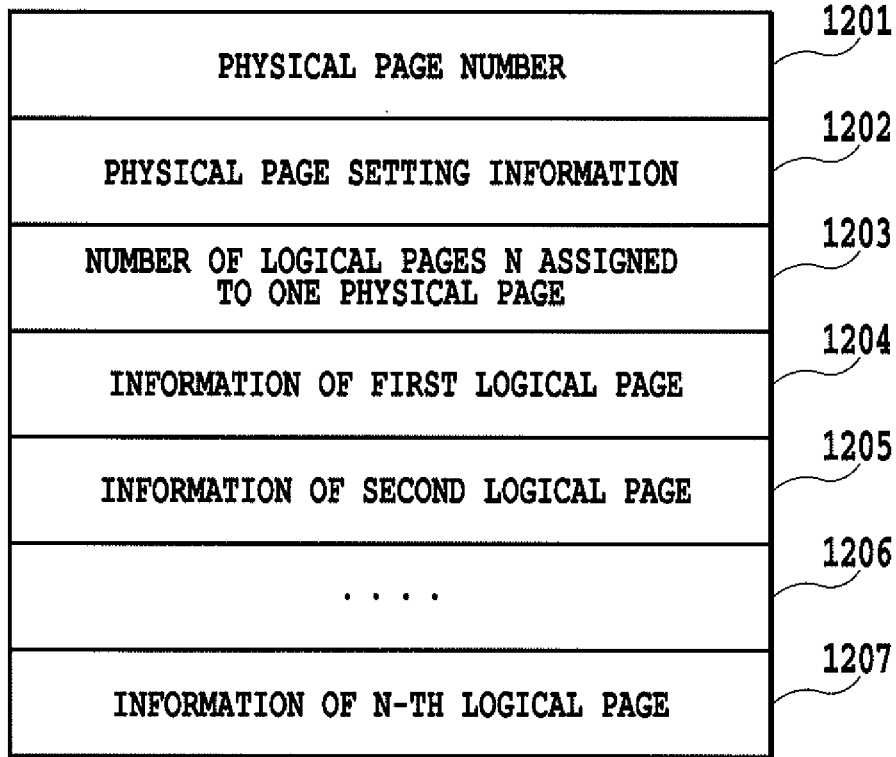 1201
PHYSICAL PAGE NUMBER
1202
PHYSICAL PAGE SETTING INFORMATION
1203
NUMBER OF LOGICAL PAGES N ASSIGNED
TO ONE PHYSICAL PAGE
1204
INFORMATION OF FIRST LOGICAL PAGE
1205
INFORMATION OF SECOND LOGICAL PAGE
1206
. . . .
1207
INFORMATION OF N-TH LOGICAL PAGE